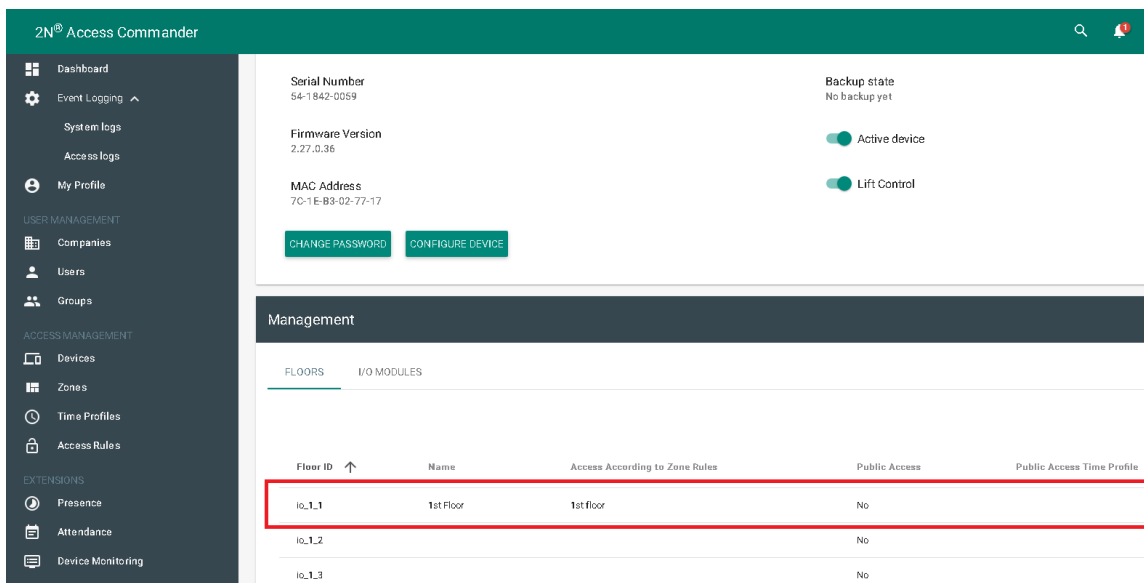 2N® Access Commander
1
Dashboard
Event Logging
System logs
Access logs
My Profile
USER MANAGEMENT
Companies
Users
Groups
ACCESS MANAGEMENT
Devices
Zones
Time Profiles
Access Rules
EXTENSIONS
Presence
Attendance
Device Monitoring
Serial Number
54-1842-0059
Firmware Version
2.27.0.36
MAC Address
7C-1E-B3-02-77-17
Backup state
No backup yet
Active device
Lift Control
CHANGE PASSWORD CONFIGURE DEVICE
Management
FLOORS I/O MODULES
Floor ID Name Access According to Zone Rules Public Access Public Access Time Profile
io_1_1 1st Floor 1st floor No
io_1_2 No
io_1_3 No